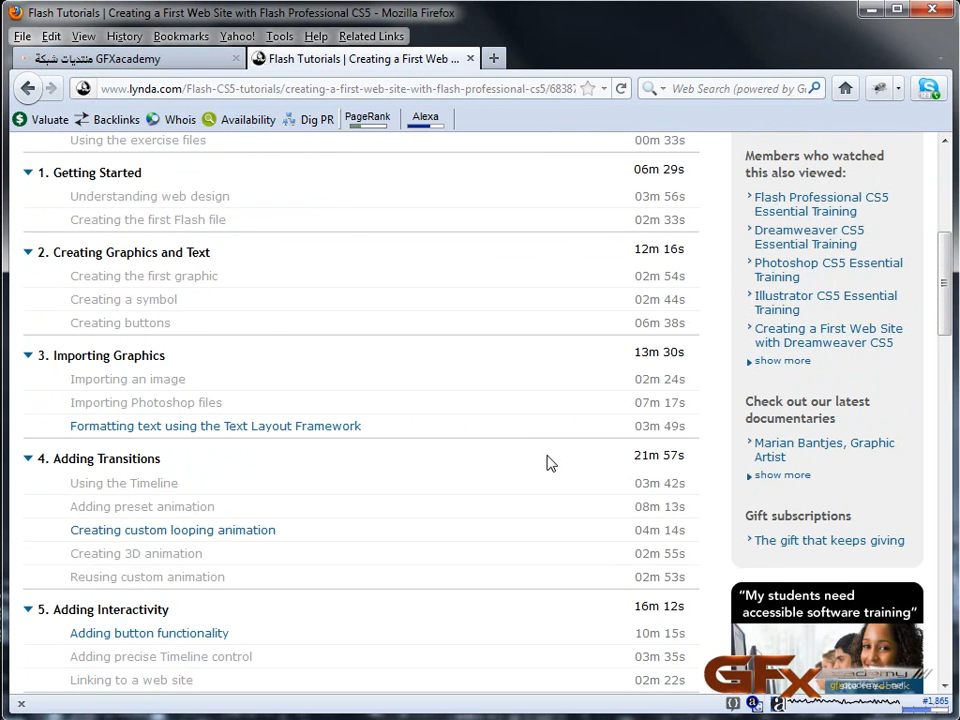 Flash Tutorials | Creating a First Web Site with Flash Professional CS5 - Mozilla Firefox
File Edit View History Bookmarks Yahoo! Tools Help Related Links
منتديات شبكة GFXacademy
Flash Tutorials | Creating a First Web ...
www.lynda.com/Flash-CS5-tutorials/creating-a-first-web-site-with-flash-professional-cs5/68387
Web Search (powered by G
Valuate Backlinks Whois Availability Dig PR PageRank Alexa
Using the exercise files 00m 33s
1. Getting Started 06m 29s
Understanding web design 03m 56s
Creating the first Flash file 02m 33s
2. Creating Graphics and Text 12m 16s
Creating the first graphic 02m 54s
Creating a symbol 02m 44s
Creating buttons 06m 38s
3. Importing Graphics 13m 30s
Importing an image 02m 24s
Importing Photoshop files 07m 17s
Formatting text using the Text Layout Framework 03m 49s
4. Adding Transitions 21m 57s
Using the Timeline 03m 42s
Adding preset animation 08m 13s
Creating custom looping animation 04m 14s
Creating 3D animation 02m 55s
Reusing custom animation 02m 53s
5. Adding Interactivity 16m 12s
Adding button functionality 10m 15s
Adding precise Timeline control 03m 35s
Linking to a web site 02m 22s
Members who watched
this also viewed:
Flash Professional CS5
Essential Training
Dreamweaver CS5
Essential Training
Photoshop CS5 Essential
Training
Illustrator CS5 Essential
Training
Creating a First Web Site
with Dreamweaver CS5
show more
Check out our latest
documentaries
Marian Bantjes, Graphic
Artist
show more
Gift subscriptions
The gift that keeps giving
"My students need
accessible software training"
GFx
#1,865